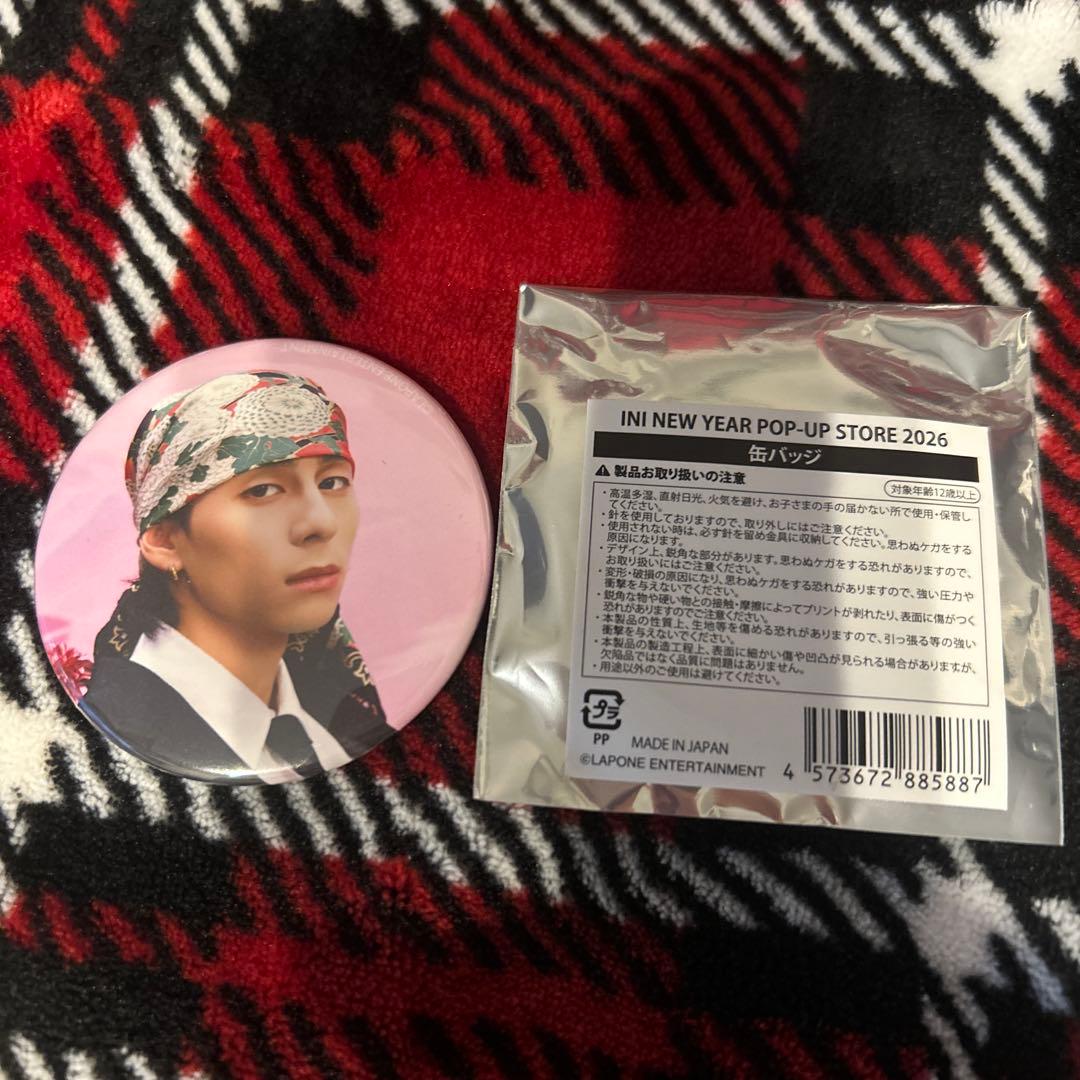 LAPONE ENTERTAINMENT
INI NEW YEAR POP-UP STORE 2026
缶バッジ
⚠ 製品お取り扱いの注意
対象年齢12歳以上
・高温多湿、直射日光、火気を避け、お子さまの手の届かない所で使用・保管し
てください。
・針を使用しておりますので、取り外しにはご注意ください。
・使用されない時は、必ず針を留め金具に収納してください。思わぬケガをする
原因になります。
・デザイン上、鋭角な部分があります。思わぬケガをする恐れがありますので、
お取り扱いにはご注意ください。
・変形・破損の原因になり、思わぬケガをする恐れがありますので、強い圧力や
衝撃を与えないでください。
・鋭角な物や硬い物との接触・摩擦によってプリントが剥れたり、表面に傷がつく
恐れがありますのでご注意ください。
・本製品の性質上、生地等を傷める恐れがありますので、引っ張る等の強い
衝撃を与えないでください。
・本製品の製造工程上、表面に細かい傷や凹凸が見られる場合がありますが、
欠陥品ではなく品質に問題はありません。
・用途以外のご使用は避けてください。
プラ
PP
MADE IN JAPAN
©LAPONE ENTERTAINMENT
4 573672 885887